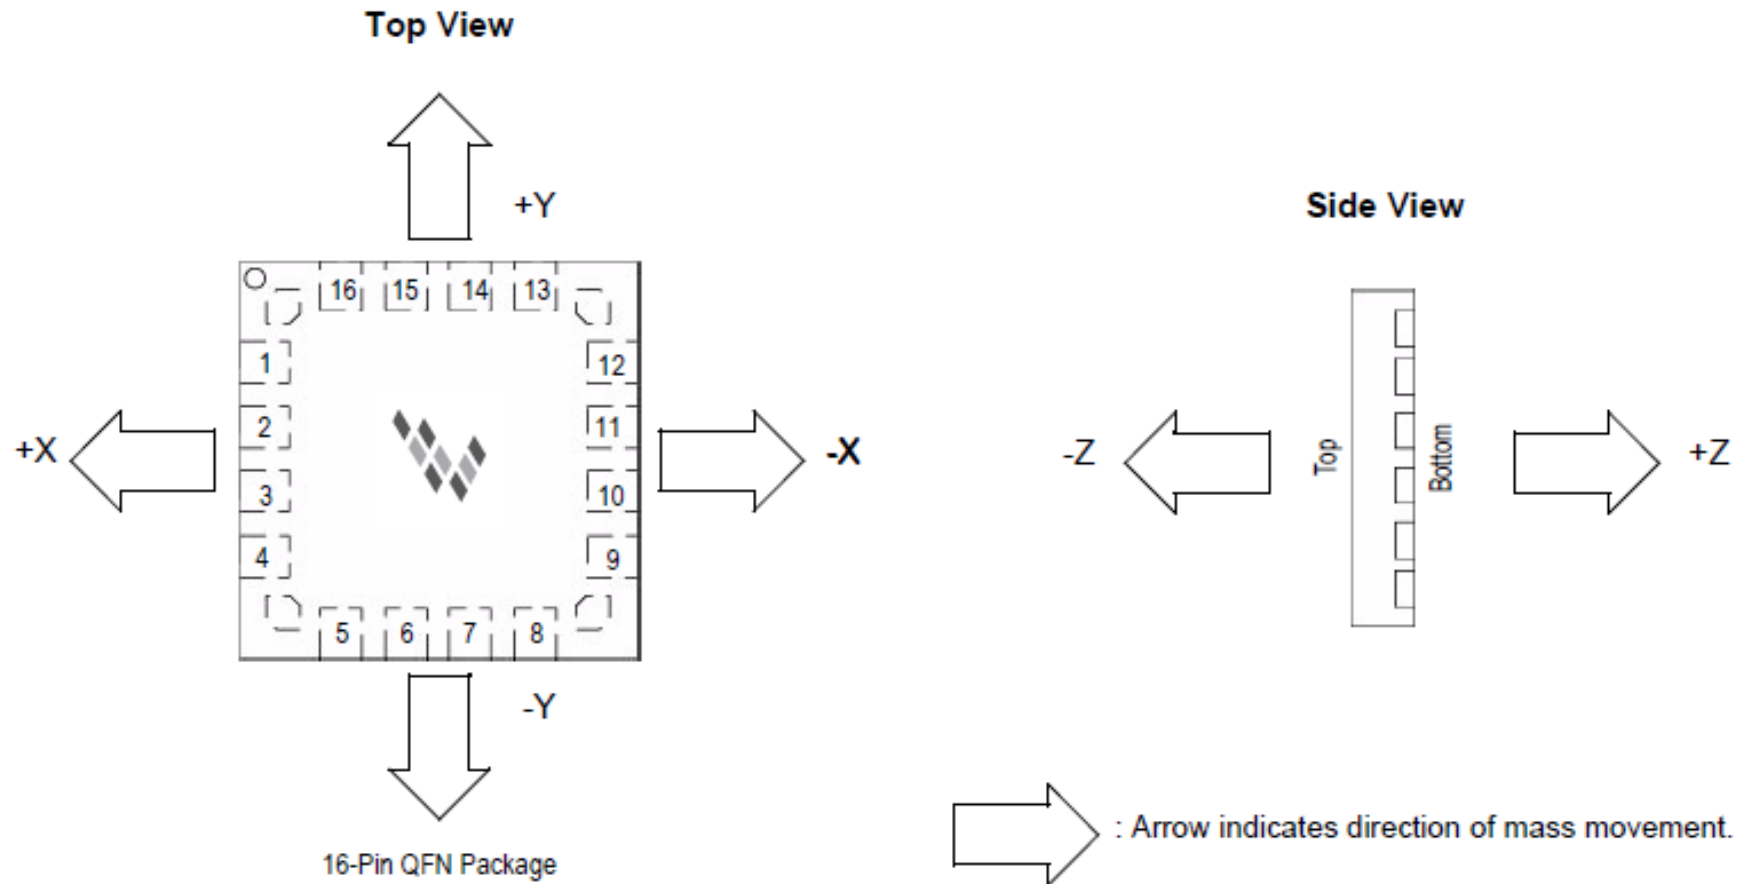 Top View
+Y
Side View
16 15 14 13
1
12
2
11
+X
-X
-Z
Top
Bottom
+Z
3
10
4
9
5 6 7 8
-Y
: Arrow indicates direction of mass movement.
16-Pin QFN Package